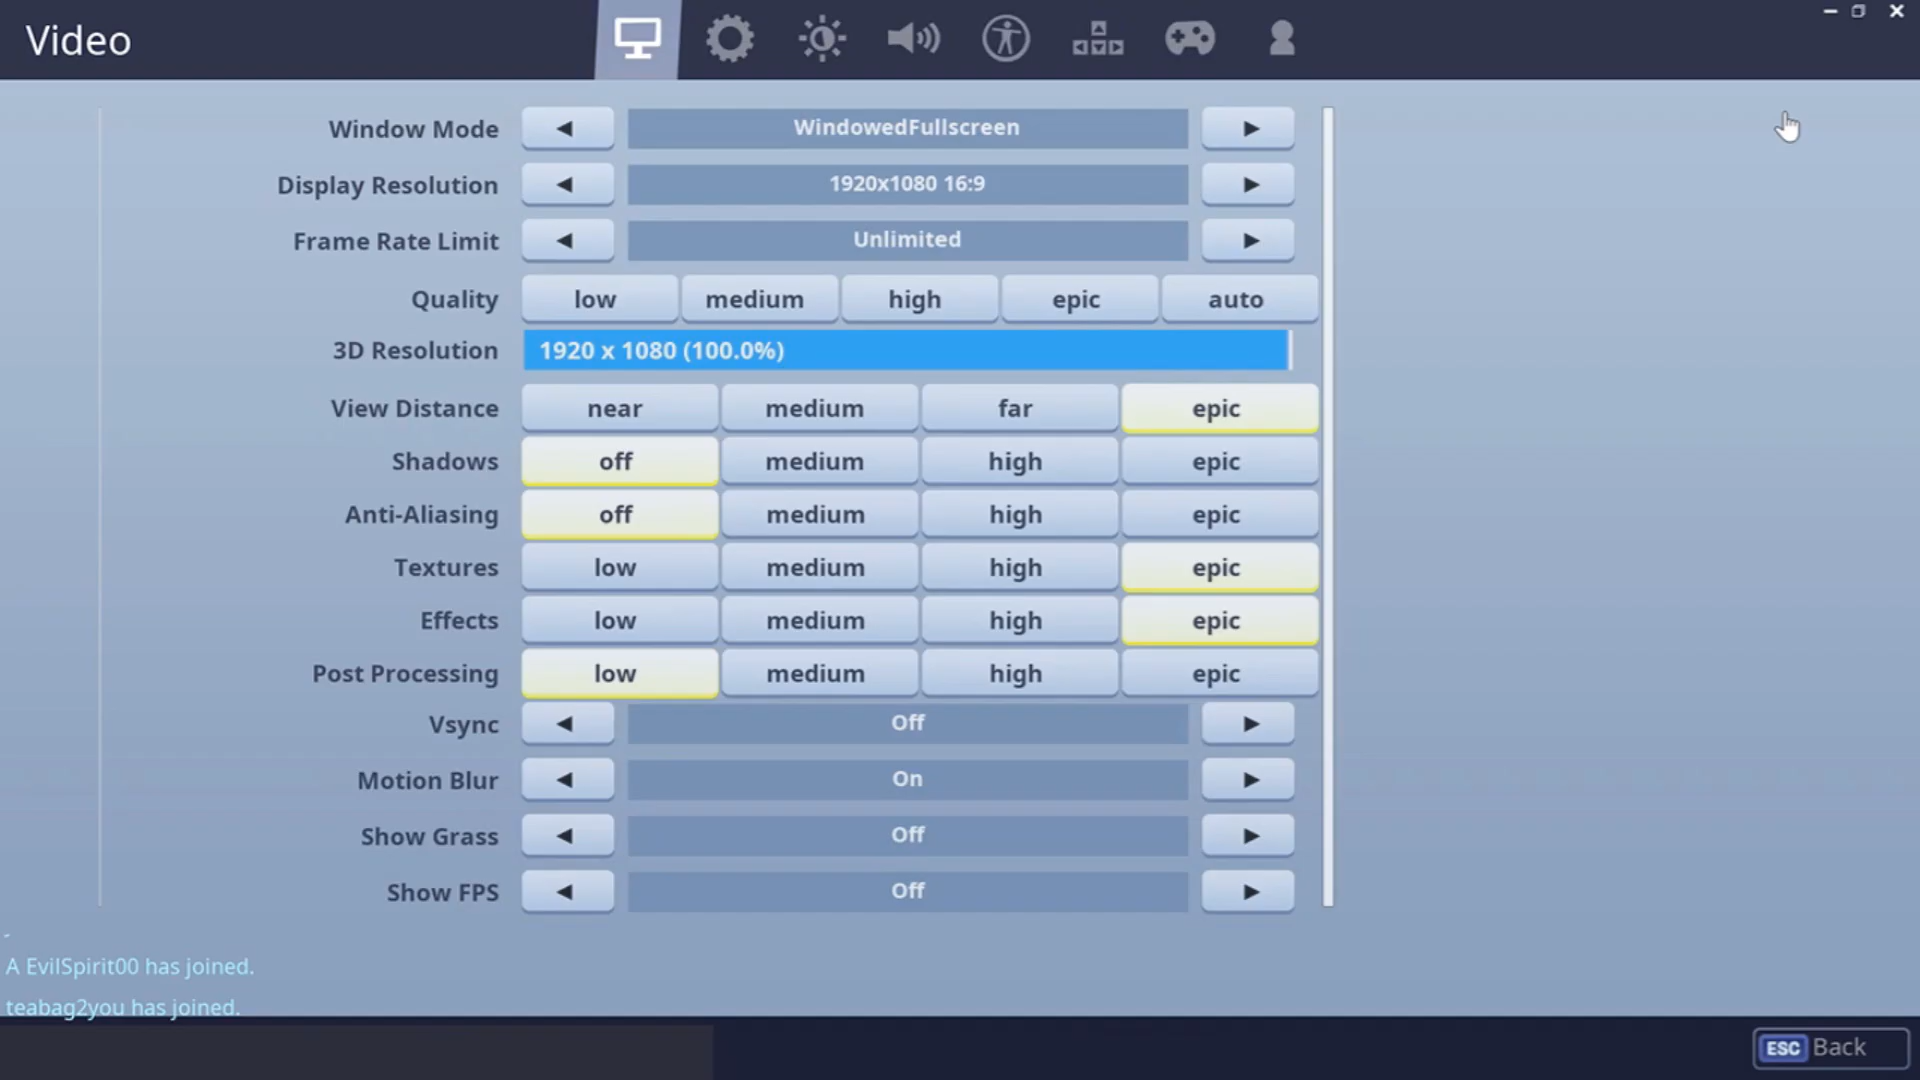 Video
Window Mode WindowedFullscreen
Display Resolution 1920x1080 16:9
Frame Rate Limit Unlimited
Quality low medium high epic auto
3D Resolution 1920 x 1080 (100.0%)
View Distance near medium far epic
Shadows off medium high epic
Anti-Aliasing off medium high epic
Textures low medium high epic
Effects low medium high epic
Post Processing low medium high epic
Vsync Off
Motion Blur On
Show Grass Off
Show FPS Off
A EvilSpirit00 has joined.
teabag2you has joined.
ESC Back